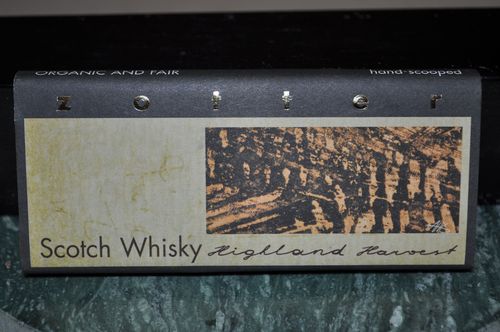 ORGANIC AND FAIR hand-scooped
zotter
Scotch Whisky Highland Harvest